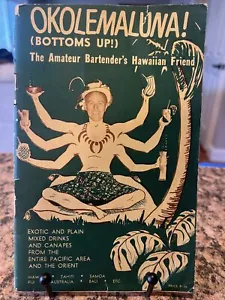 OKOLEMALUNA!
(BOTTOMS UP!)
The Amateur Bartender's Hawaiian Friend
EXOTIC AND PLAIN
MIXED DRINKS
AND CANAPES
FROM THE
ENTIRE PACIFIC AREA
AND THE ORIENT
TAHITI SAMOA
AUSTRALIA BALI ETC.
PRICE